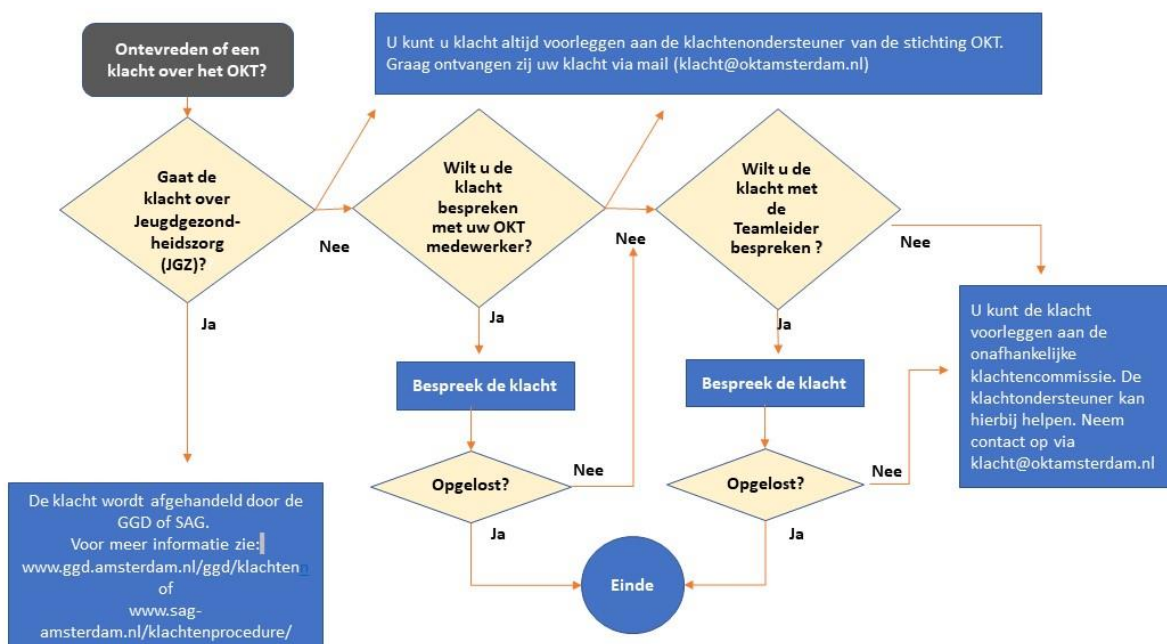 Ontevreden of een
klacht over het OKT?
U kunt u klacht altijd voorleggen aan de klachtenondersteuner van de stichting OKT.
Graag ontvangen zij uw klacht via mail (klacht@oktamsterdam.nl)
Gaat de
klacht over
Jeugdgezond-
heidszorg
(JGZ)?
Nee
Wilt u de
klacht
bespreken
met uw OKT
medewerker?
Nee
Wilt u de
klacht met
de
Teamleider
bespreken ?
Nee
Ja
Ja
Ja
U kunt de klacht
voorleggen aan de
onafhankelijke
klachtencommissie. De
klachtondersteuner kan
hierbij helpen. Neem
contact op via
klacht@oktamsterdam.nl
Bespreek de klacht
Bespreek de klacht
Opgelost?
Nee
Opgelost?
Nee
Ja
Ja
De klacht wordt afgehandeld door de
GGD of SAG.
Voor meer informatie zie:
www.ggd.amsterdam.nl/ggd/klachtenn
of
www.sag-
amsterdam.nl/klachtenprocedure/
Einde